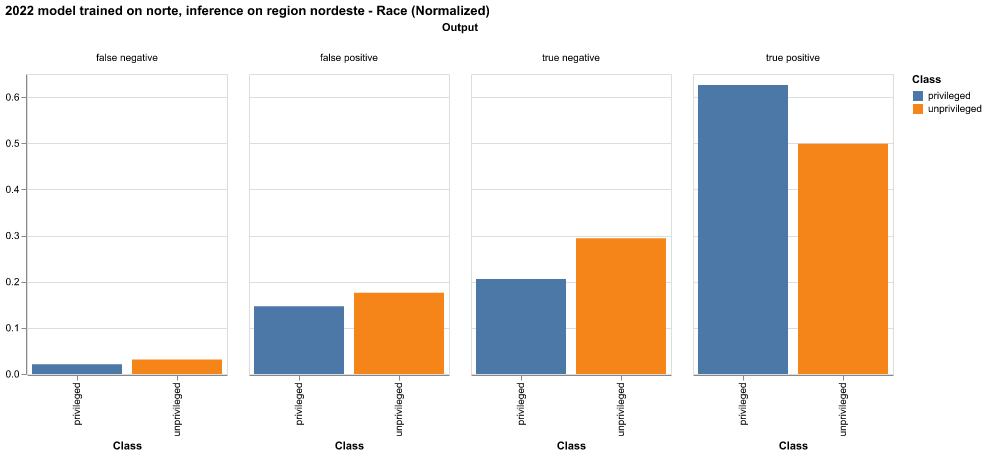 2022 model trained on norte, inference on region nordeste - Race (Normalized)
Output
false negative
false positive
true negative
true positive
Class
privileged
unprivileged
0.6
0.5
0.4
0.3
0.2
0.1
0.0
privileged
unprivileged
privileged
unprivileged
privileged
unprivileged
privileged
unprivileged
Class
Class
Class
Class